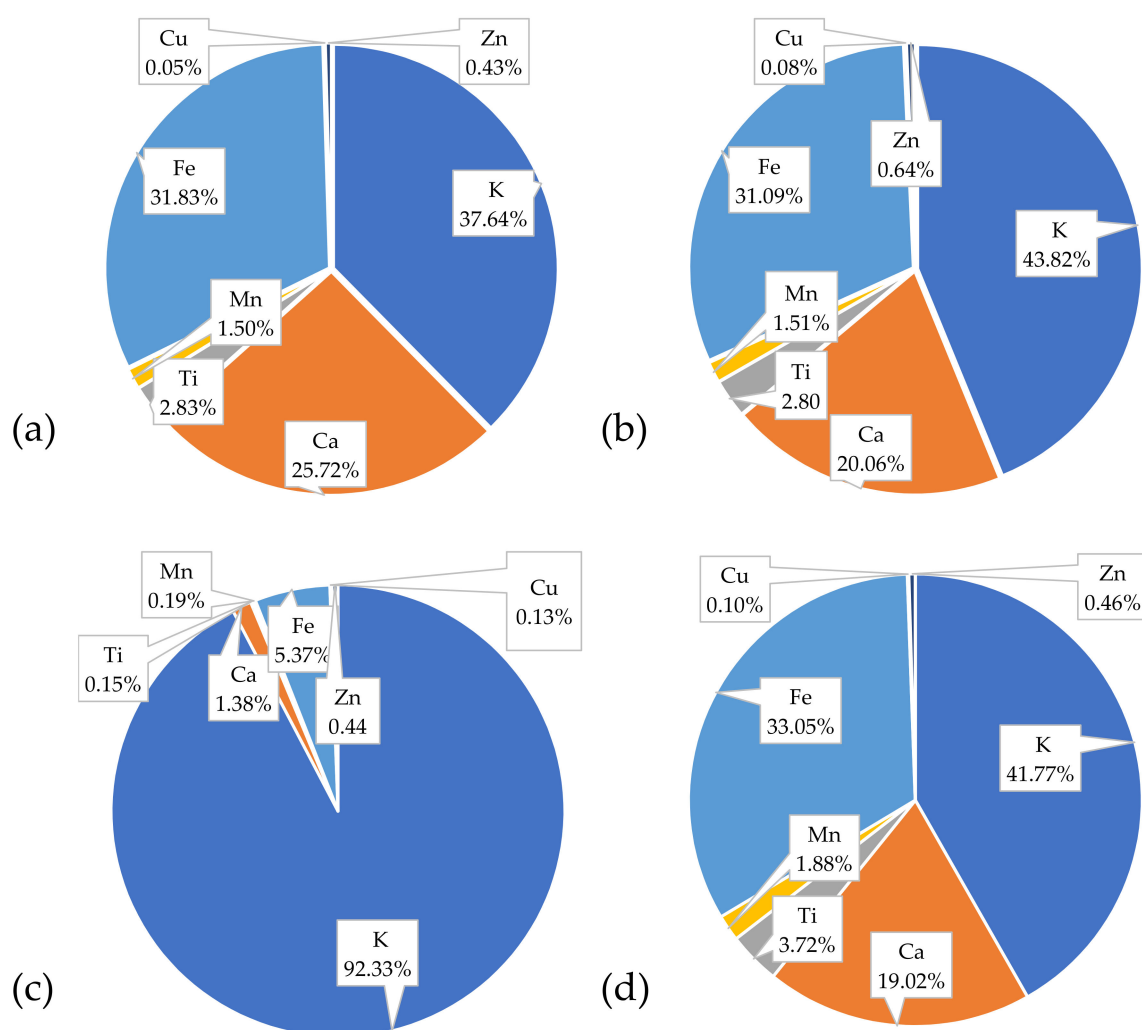 Cu
0.05%
Zn
0.43%
Fe
31.83%
K
37.64%
Mn
1.50%
Ti
2.83%
Ca
25.72%
(a)
Cu
0.08%
Zn
0.64%
Fe
31.09%
K
43.82%
Mn
1.51%
Ti
2.80
Ca
20.06%
(b)
Mn
0.19%
Cu
0.13%
Fe
5.37%
Ti
0.15%
Ca
1.38%
Zn
0.44
K
92.33%
(c)
Cu
0.10%
Zn
0.46%
Fe
33.05%
K
41.77%
Mn
1.88%
Ti
3.72%
Ca
19.02%
(d)